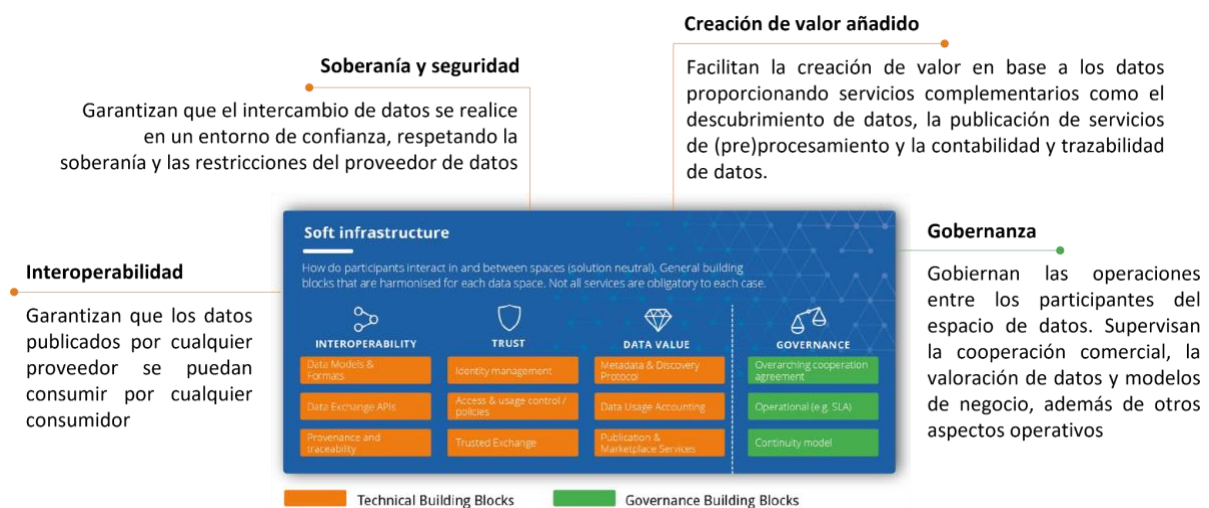 Creación de valor añadido
Facilitan la creación de valor en base a los datos
proporcionando servicios complementarios como el
descubrimiento de datos, la publicación de servicios
de (pre)procesamiento y la contabilidad y trazabilidad
de datos.
Soberanía y seguridad
Garantizan que el intercambio de datos se realice
en un entorno de confianza, respetando la
soberanía y las restricciones del proveedor de datos
Interoperabilidad
Garantizan que los datos
publicados por cualquier
proveedor se puedan
consumir por cualquier
consumidor
Soft infrastructure
How do participants interact in and between spaces (solution neutral). General building
blocks that are harmonised for each data space. Not all services are obligatory to each case.
INTEROPERABILITY
Data Models &
Formats
Data Exchange APIs
Provenance and
traceability
TRUST
Identity management
Access & usage control /
policies
Trusted Exchange
DATA VALUE
Metadata & Discovery
Protocol
Data Usage Accounting
Publication &
Marketplace Services
GOVERNANCE
Overarching cooperation
agreement
Operational (e.g. SLA)
Continuity model
Gobernanza
Gobiernan las operaciones
entre los participantes del
espacio de datos. Supervisan
la cooperación comercial, la
valoración de datos y modelos
de negocio, además de otros
aspectos operativos
Technical Building Blocks
Governance Building Blocks